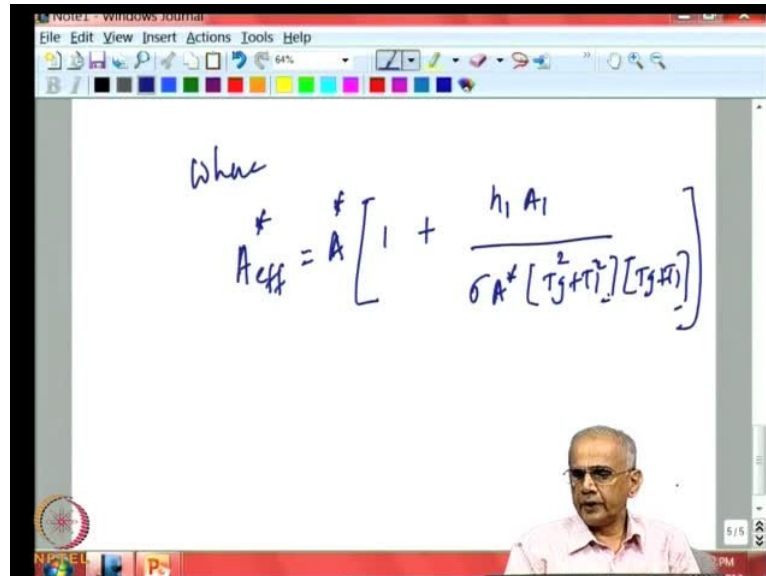 Note1 - Windows Journal
File Edit View Insert Actions Tools Help
64%
B I
where
A*eff = A* [ 1 + h₁ A₁ / σ A* [Tg² + T₁²] [Tg + T₁] ]
5/5
NPTEL
PM